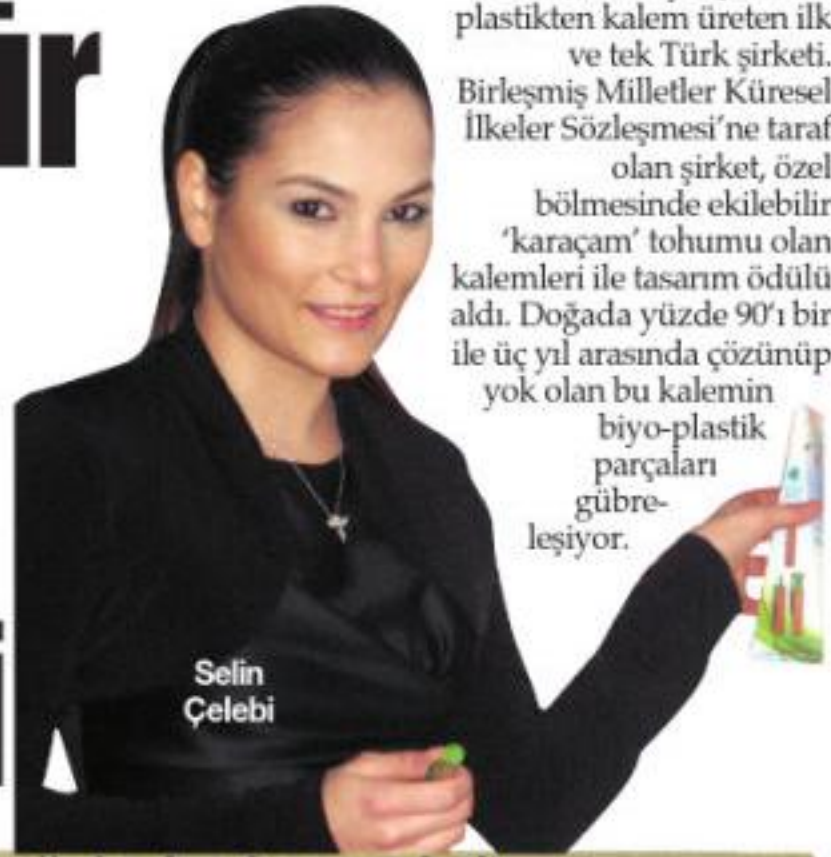 ir
plastikten kalem üreten ilk
ve tek Türk şirketi.
Birleşmiş Milletler Küresel
İlkeler Sözleşmesi’ne taraf
olan şirket, özel
bölmesinde ekilebilir
‘karaçam’ tohumu olan
kalemleri ile tasarım ödülü
aldı. Doğada yüzde 90’ı bir
ile üç yıl arasında çözünüp
yok olan bu kalemin
biyo-plastik
parçaları
gübre-
leşiyor.
Selin
Çelebi
i